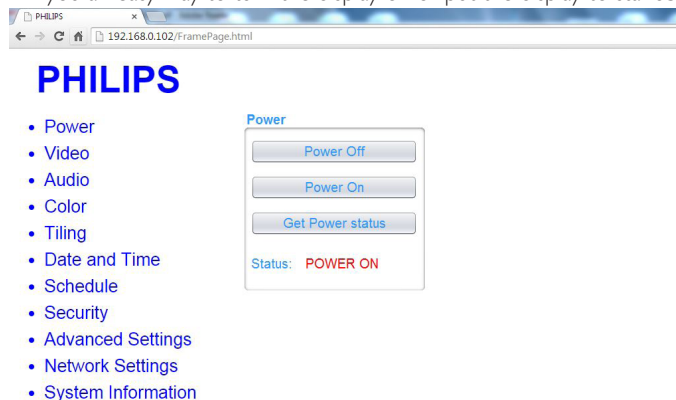 PHILIPS
192.168.0.102/FramePage.html
PHILIPS
• Power
• Video
• Audio
• Color
• Tiling
• Date and Time
• Schedule
• Security
• Advanced Settings
• Network Settings
• System Information
Power
Power Off
Power On
Get Power status
Status: POWER ON